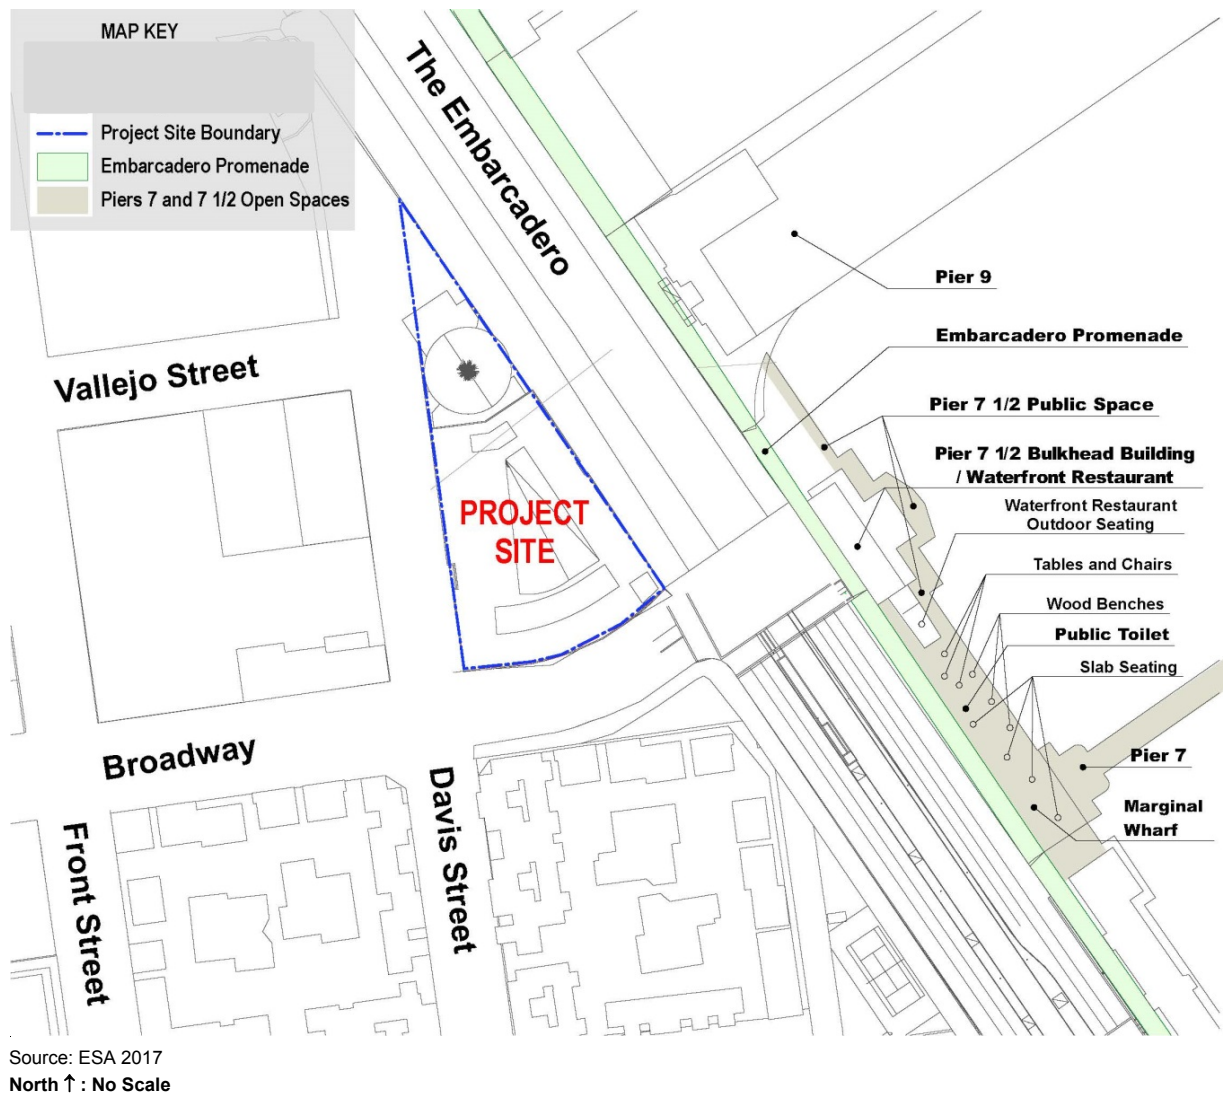 MAP KEY
Project Site Boundary
Embarcadero Promenade
Piers 7 and 7 1/2 Open Spaces
The Embarcadero
Pier 9
Embarcadero Promenade
Vallejo Street
Pier 7 1/2 Public Space
Pier 7 1/2 Bulkhead Building
/ Waterfront Restaurant
Waterfront Restaurant
Outdoor Seating
PROJECT
SITE
Tables and Chairs
Wood Benches
Public Toilet
Slab Seating
Broadway
Pier 7
Marginal
Wharf
Front Street
Davis Street
Source: ESA 2017
North ↑ : No Scale